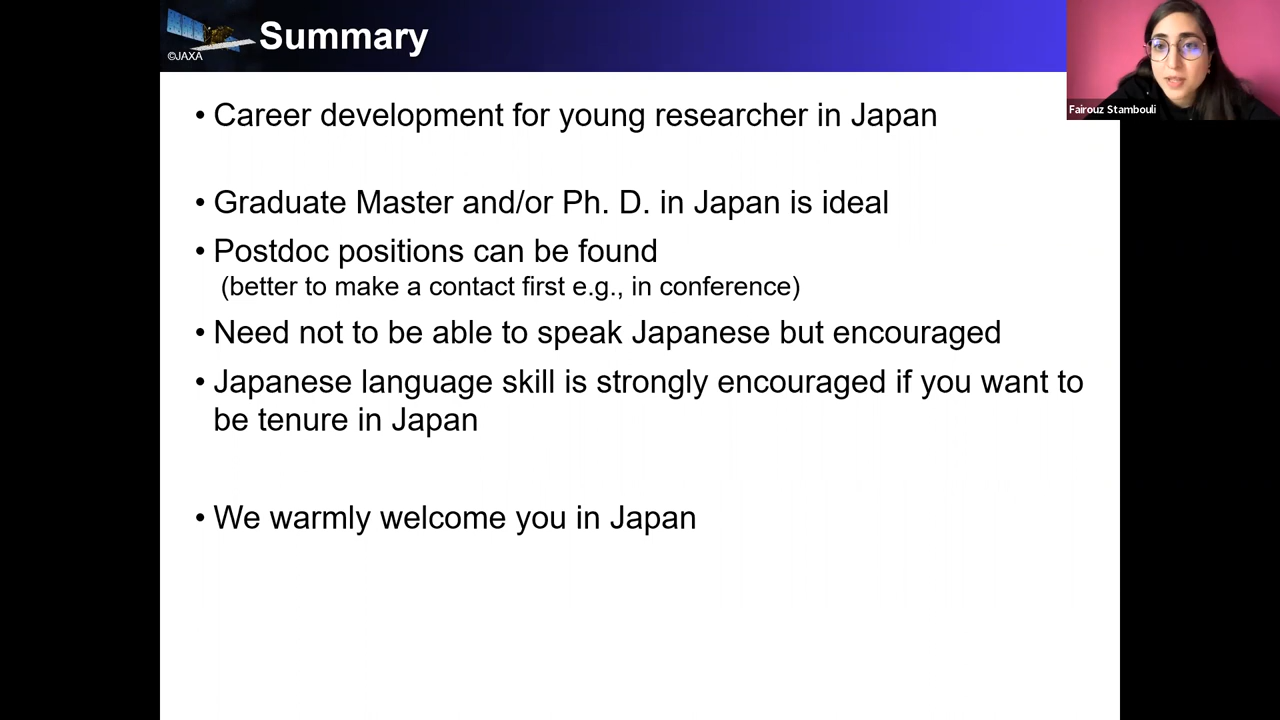 Summary
©JAXA
Fairouz Stambouli
• Career development for young researcher in Japan
• Graduate Master and/or Ph. D. in Japan is ideal
• Postdoc positions can be found
(better to make a contact first e.g., in conference)
• Need not to be able to speak Japanese but encouraged
• Japanese language skill is strongly encouraged if you want to
be tenure in Japan
• We warmly welcome you in Japan